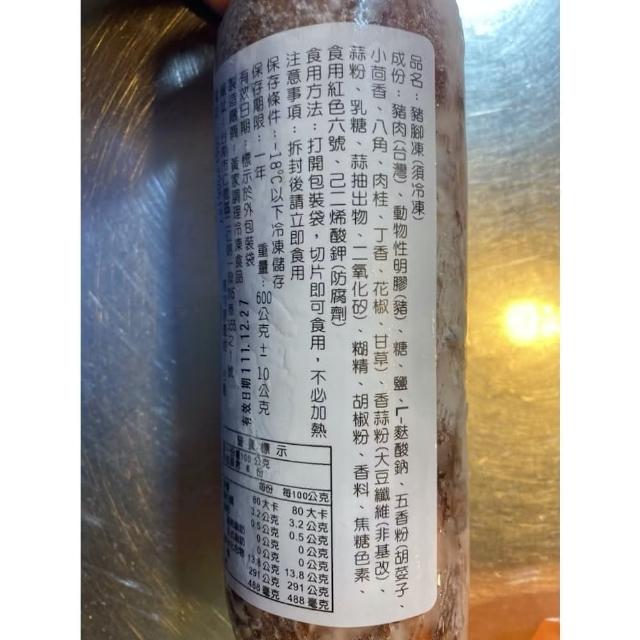 品名：豬腳凍(須冷凍)
成份：豬肉(台灣)、動物性明膠(豬)、糖、鹽、L-麩酸鈉、五香粉(胡荽子、
小茴香、八角、肉桂、丁香、花椒、甘草)、香蒜粉(大豆纖維(非基改)、
蒜粉、乳糖、蒜抽出物、二氧化矽)、糊精、胡椒粉、香料、焦糖色素、
食用紅色六號、己二烯酸鉀(防腐劑)
食用方法：打開包裝袋，切片即可食用，不必加熱
注意事項：拆封後請立即食用
保存條件：-18℃以下冷凍儲存
保存期限：一年 重量：600公克±10公克
有效日期：標示於外包裝袋 有效日期111.12.27
製造廠商：黃家調理冷凍食品
標示
100公克
份
每份 每100公克
80大卡 80大卡
3.2公克 3.2公克
0.5公克 0.5公克
0公克 0公克
0公克 0公克
13.8公克 13.8公克
291公克 291公克
488毫克 488毫克